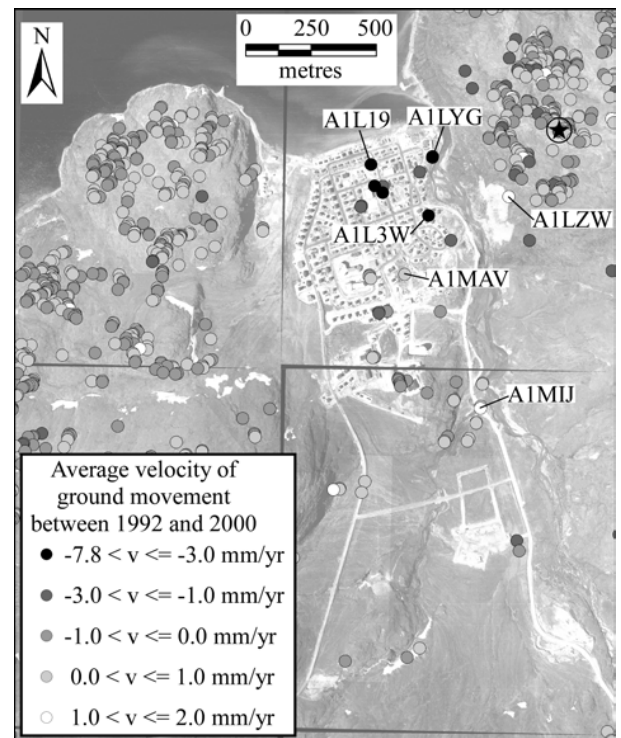 N
0 250 500
metres
A1L19
A1LYG
A1LZW
A1L3W
A1MAV
A1MIJ
Average velocity of
ground movement
between 1992 and 2000
-7.8 < v <= -3.0 mm/yr
-3.0 < v <= -1.0 mm/yr
-1.0 < v <= 0.0 mm/yr
0.0 < v <= 1.0 mm/yr
1.0 < v <= 2.0 mm/yr